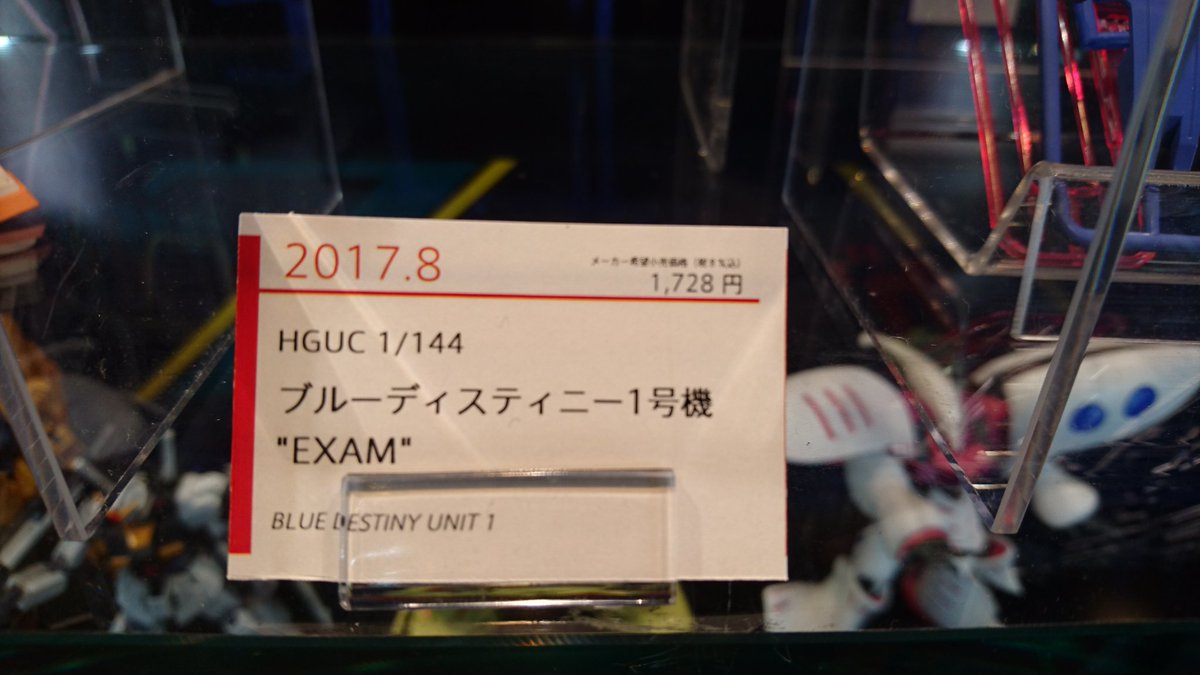 2017.8
メーカー希望小売価格（税８％込）
1,728 円
HGUC 1/144
ブルーディスティニー1号機
"EXAM"
BLUE DESTINY UNIT 1